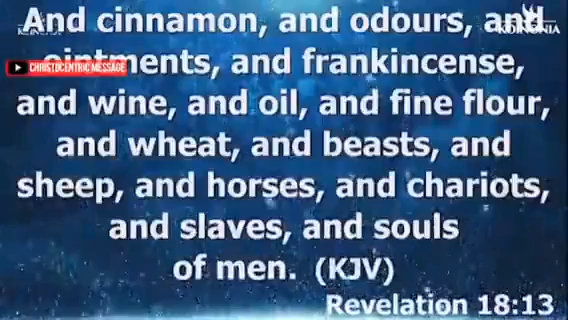 And cinnamon, and odours, and
ointments, and frankincense,
and wine, and oil, and fine flour,
and wheat, and beasts, and
sheep, and horses, and chariots,
and slaves, and souls
of men. (KJV)
Revelation 18:13
CHRISTOCENTRIC MESSAGE
KOINONIA